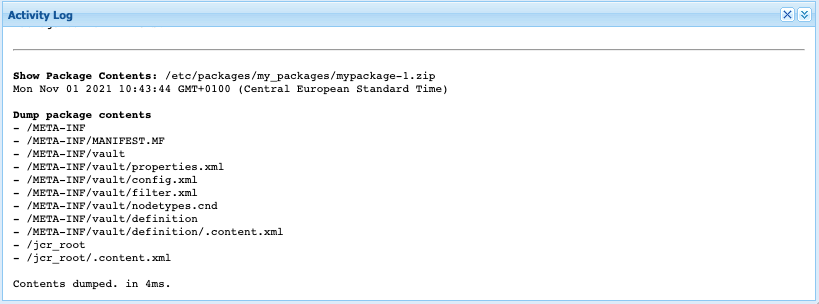 Activity Log
Show Package Contents: /etc/packages/my_packages/mypackage-1.zip
Mon Nov 01 2021 10:43:44 GMT+0100 (Central European Standard Time)
Dump package contents
- /META-INF
- /META-INF/MANIFEST.MF
- /META-INF/vault
- /META-INF/vault/properties.xml
- /META-INF/vault/config.xml
- /META-INF/vault/filter.xml
- /META-INF/vault/nodetypes.cnd
- /META-INF/vault/definition
- /META-INF/vault/definition/.content.xml
- /jcr_root
- /jcr_root/.content.xml
Contents dumped. in 4ms.